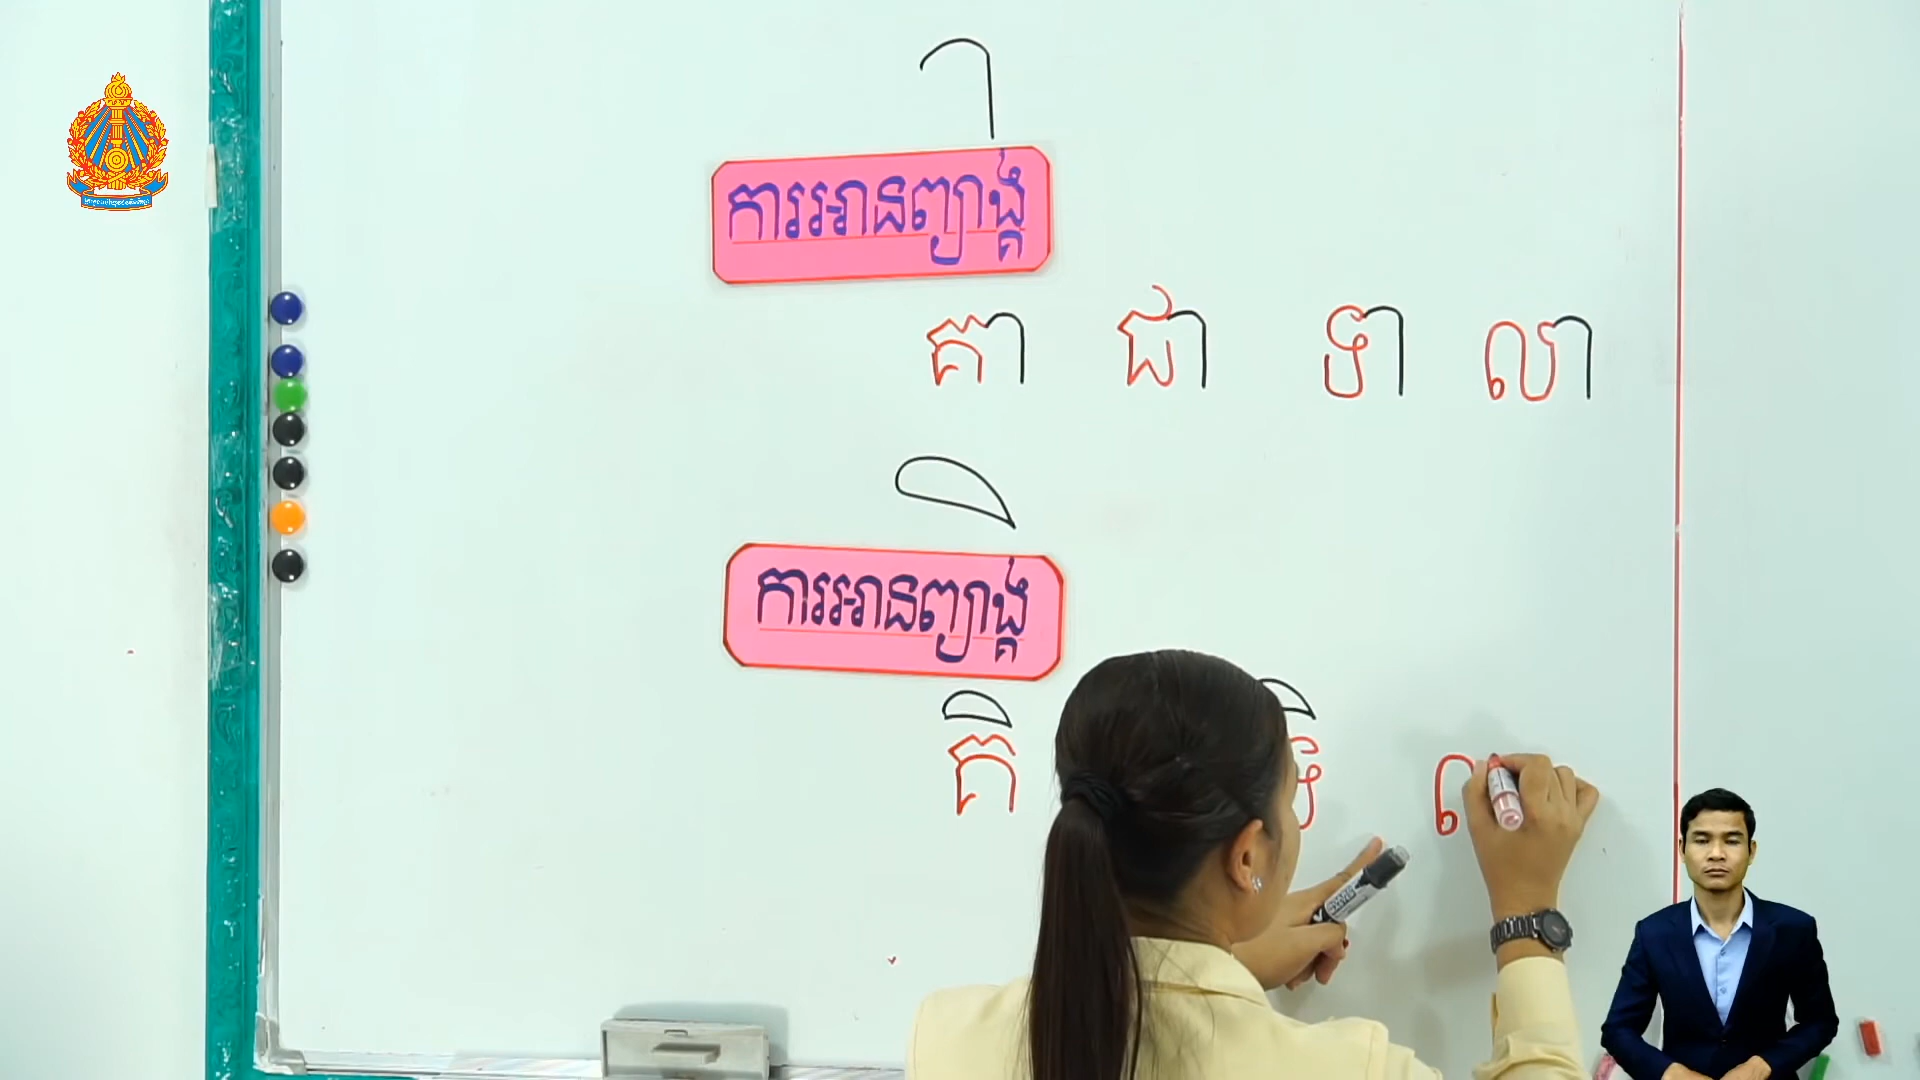 ា
ការអានព្យាង្គ
គា ជា ទា លា
ិ
ការអានព្យាង្គ
គិ